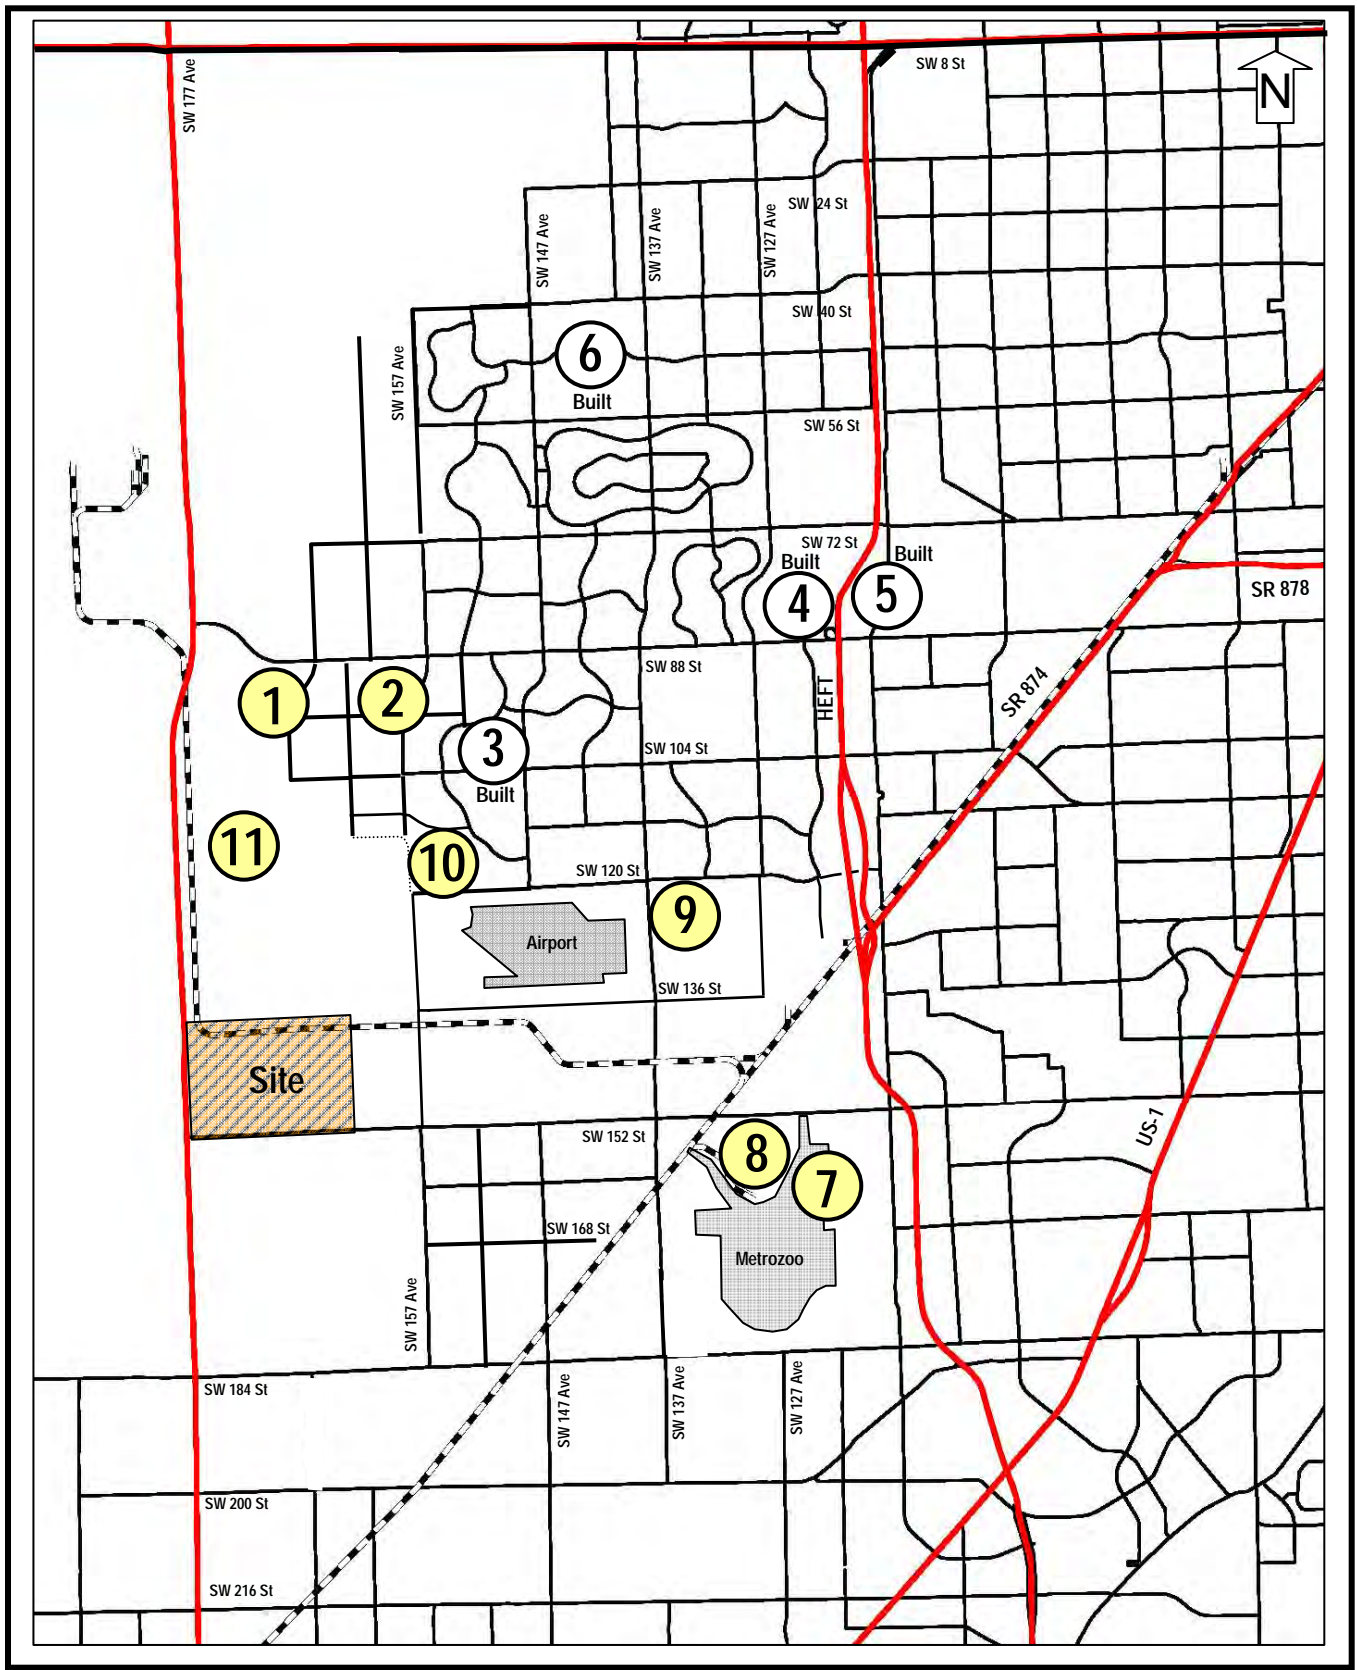 SW 8 St
N
SW 177 Ave
SW 24 St
SW 147 Ave
SW 137 Ave
SW 127 Ave
SW 40 St
6
Built
SW 157 Ave
SW 56 St
SW 72 St
Built
4
Built
5
SR 878
SW 88 St
1
2
HEFT
SR 874
3
Built
SW 104 St
11
10
SW 120 St
9
Airport
SW 136 St
Site
SW 152 St
8
7
US-1
SW 168 St
Metrozoo
SW 157 Ave
SW 184 St
SW 147 Ave
SW 137 Ave
SW 127 Ave
SW 200 St
SW 216 St